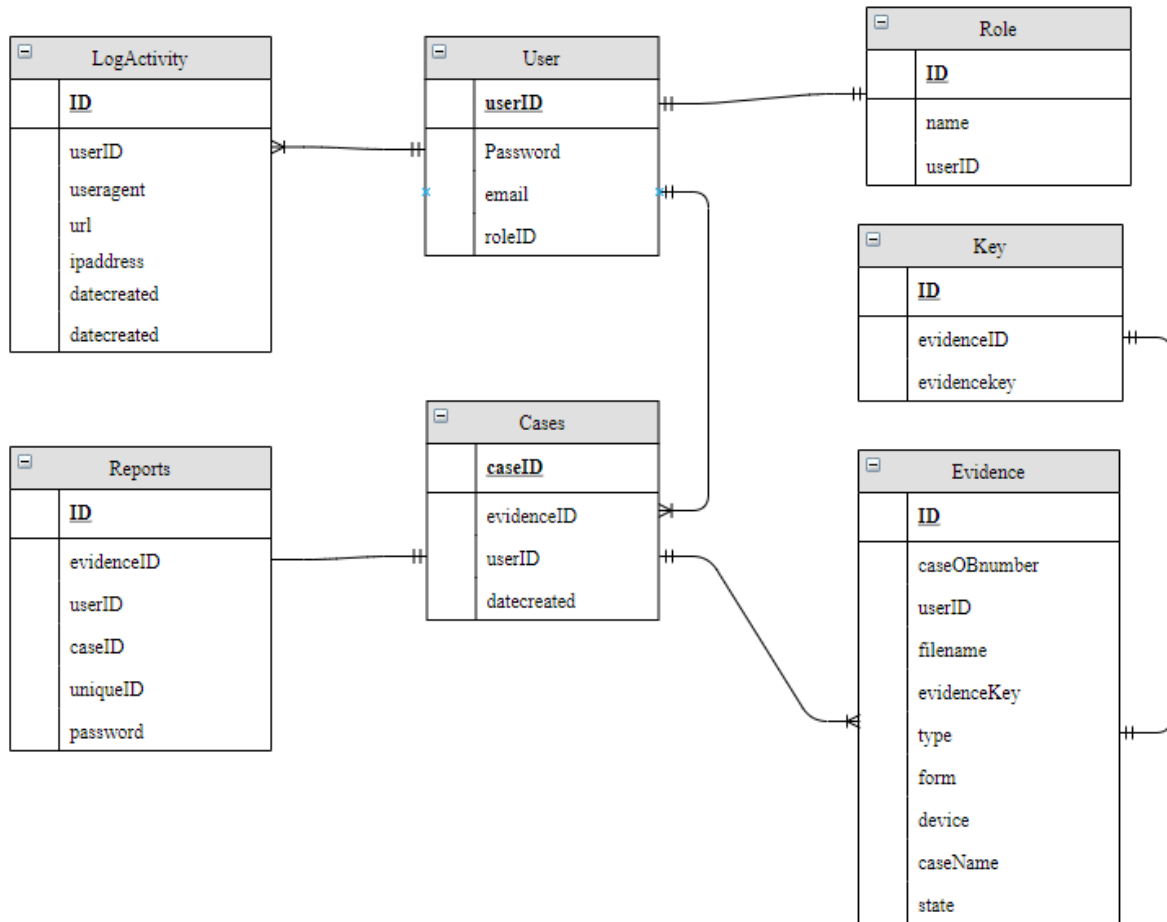 LogActivity
ID
userID
useragent
url
ipaddress
datecreated
datecreated
User
userID
Password
email
roleID
Role
ID
name
userID
Key
ID
evidenceID
evidencekey
Reports
ID
evidenceID
userID
caseID
uniqueID
password
Cases
caseID
evidenceID
userID
datecreated
Evidence
ID
caseOBnumber
userID
filename
evidenceKey
type
form
device
caseName
state